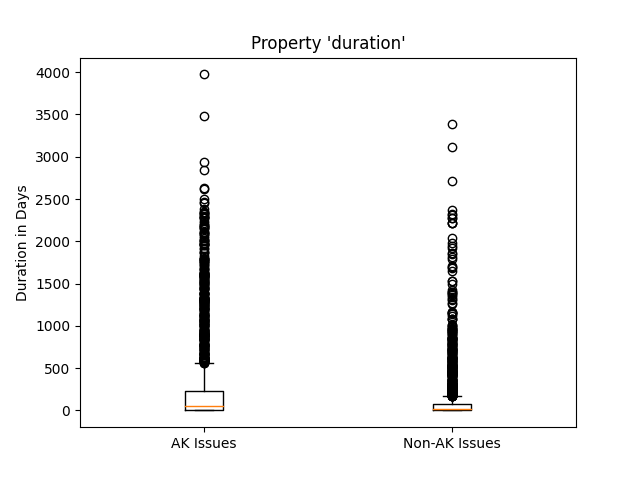 Property 'duration'
Duration in Days
4000
3500
3000
2500
2000
1500
1000
500
0
AK Issues
Non-AK Issues